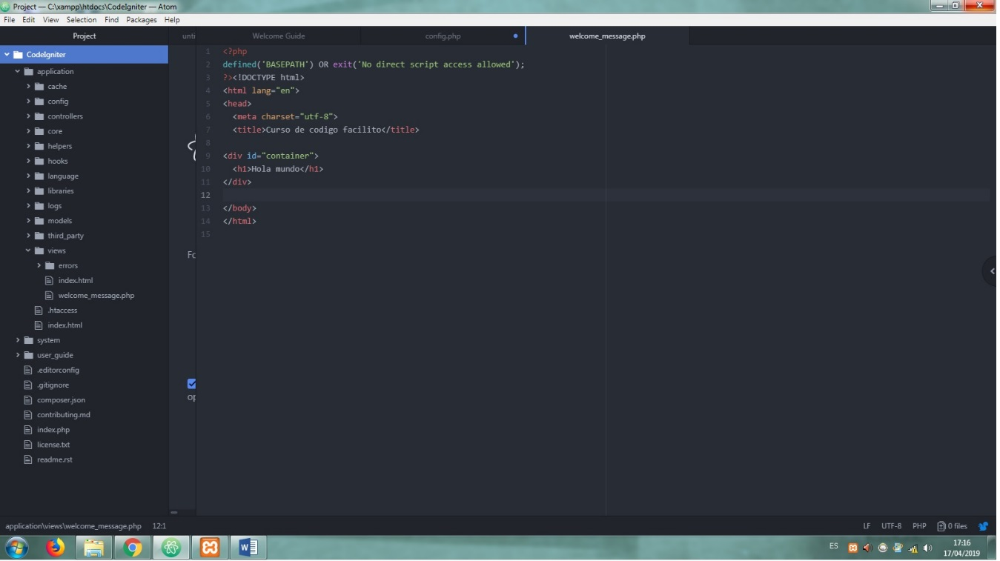 Project — C:\xampp\htdocs\CodeIgniter — Atom
File Edit View Selection Find Packages Help
Project
unti
Welcome Guide
config.php
welcome_message.php
CodeIgniter
application
cache
config
controllers
core
helpers
hooks
language
libraries
logs
models
third_party
views
errors
index.html
welcome_message.php
.htaccess
index.html
system
user_guide
.editorconfig
.gitignore
composer.json
contributing.md
index.php
license.txt
readme.rst
Fo
op
1 <?php
2 defined('BASEPATH') OR exit('No direct script access allowed');
3 ?><!DOCTYPE html>
4 <html lang="en">
5 <head>
6 <meta charset="utf-8">
7 <title>Curso de codigo facilito</title>
8
9 <div id="container">
10 <h1>Hola mundo</h1>
11 </div>
12
13 </body>
14 </html>
15
application\views\welcome_message.php 12:1
LF UTF-8 PHP 0 files
ES
17:16
17/04/2019